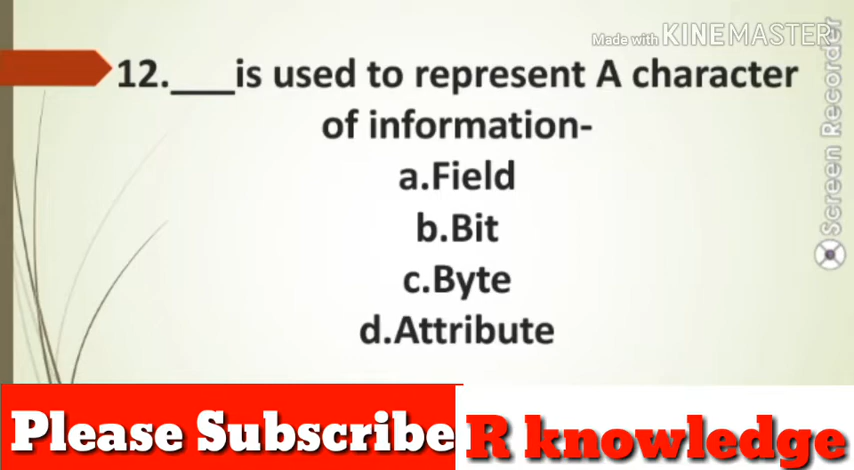 Made with KINEMASTER
Screen Recorder
12.___is used to represent A character
of information-
a.Field
b.Bit
c.Byte
d.Attribute
Please Subscribe R knowledge